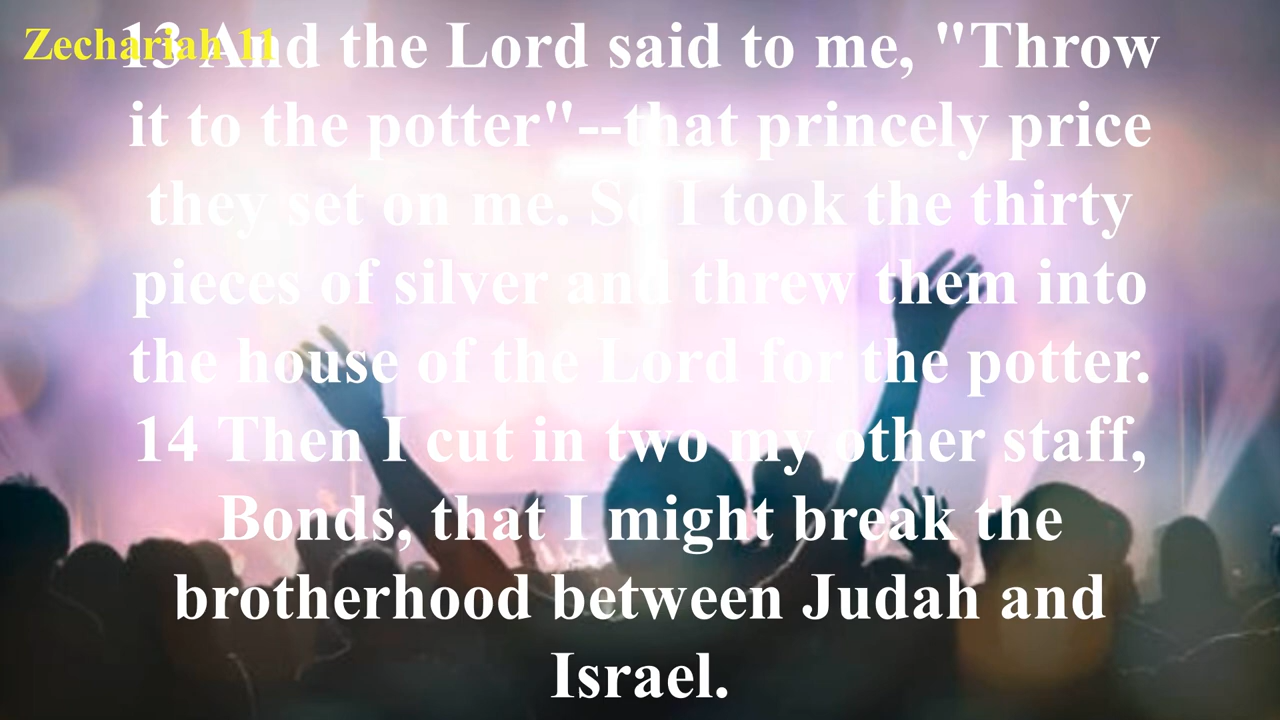 Zechariah 11
13 And the Lord said to me, "Throw
it to the potter"--that princely price
they set on me. So I took the thirty
pieces of silver and threw them into
the house of the Lord for the potter.
14 Then I cut in two my other staff,
Bonds, that I might break the
brotherhood between Judah and
Israel.